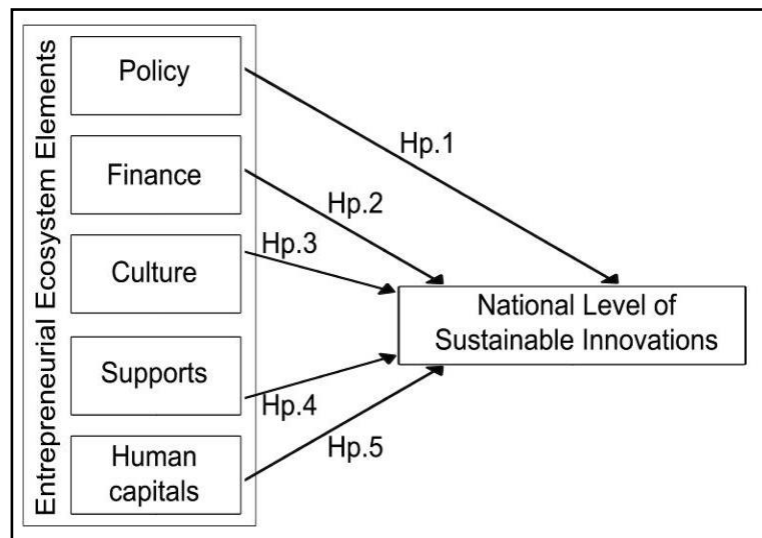 Entrepreneurial Ecosystem Elements
Policy
Finance
Culture
Supports
Human
capitals
Hp.1
Hp.2
Hp.3
Hp.4
Hp.5
National Level of
Sustainable Innovations